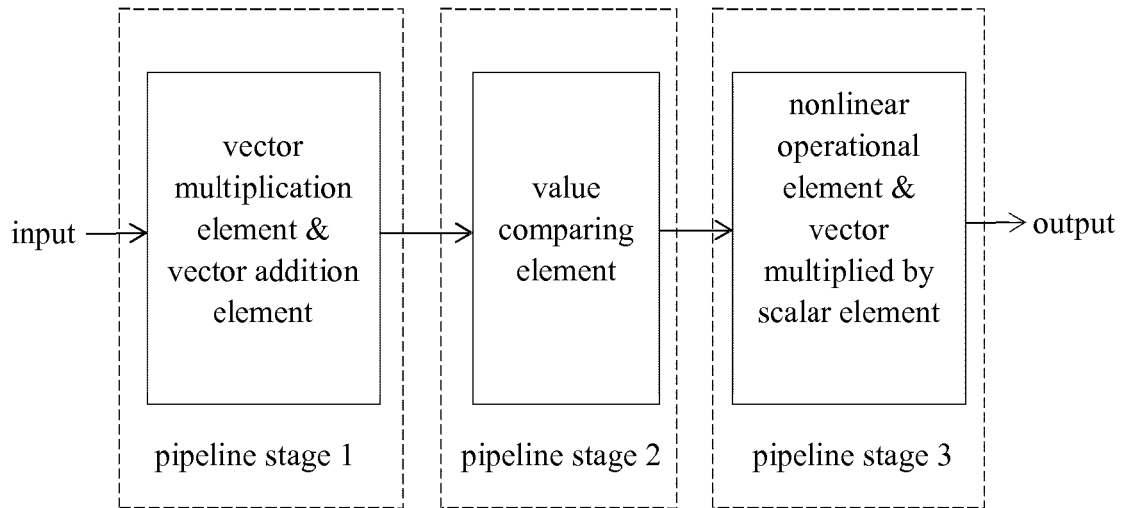 input
vector
multiplication
element &
vector addition
element
pipeline stage 1
value
comparing
element
pipeline stage 2
nonlinear
operational
element &
vector
multiplied by
scalar element
pipeline stage 3
output